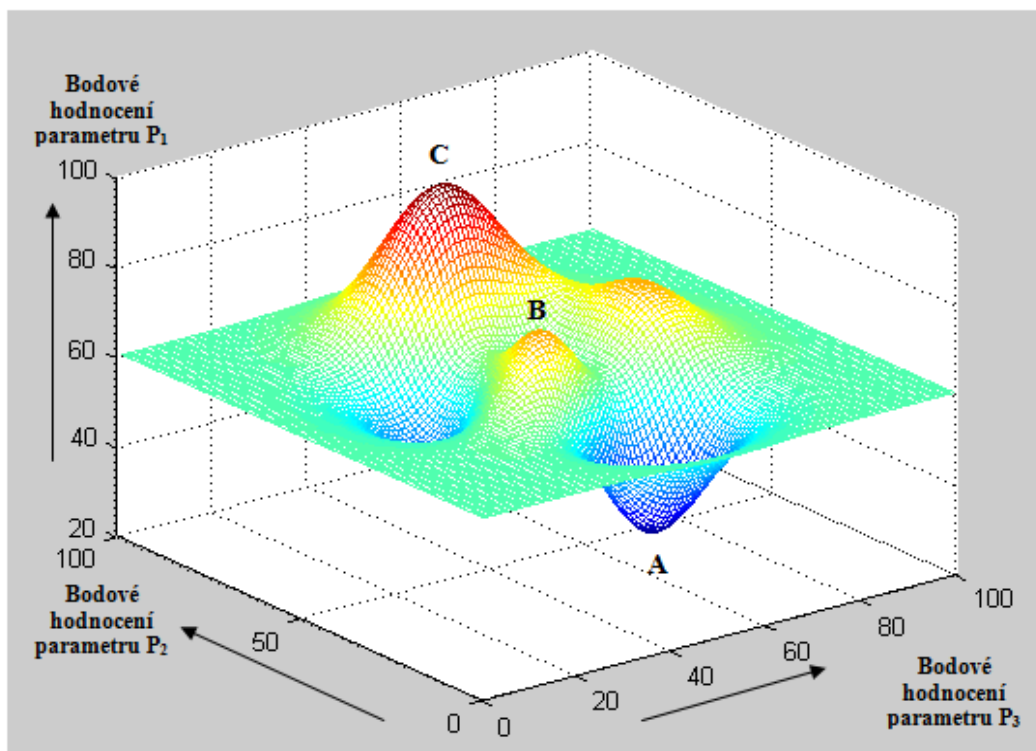 Bodové
hodnocení
parametru P₁
100
80
60
40
20
C
B
A
100
50
0
Bodové
hodnocení
parametru P₂
0
20
40
60
80
100
Bodové
hodnocení
parametru P₃